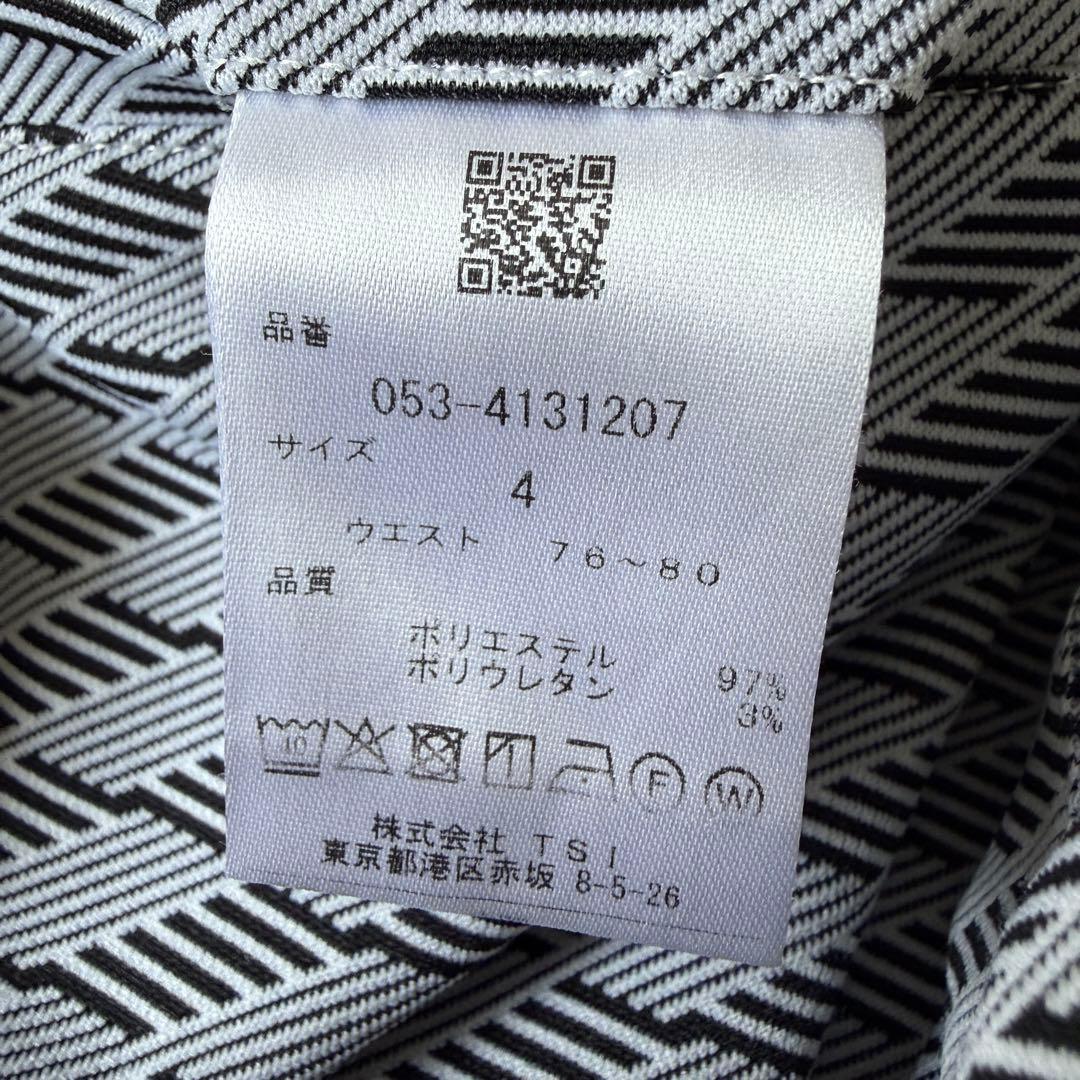 品番
053-4131207
サイズ
4
ウエスト 76~80
品質
ポリエステル 97%
ポリウレタン 3%
F W
株式会社 TSI
東京都港区赤坂 8-5-26